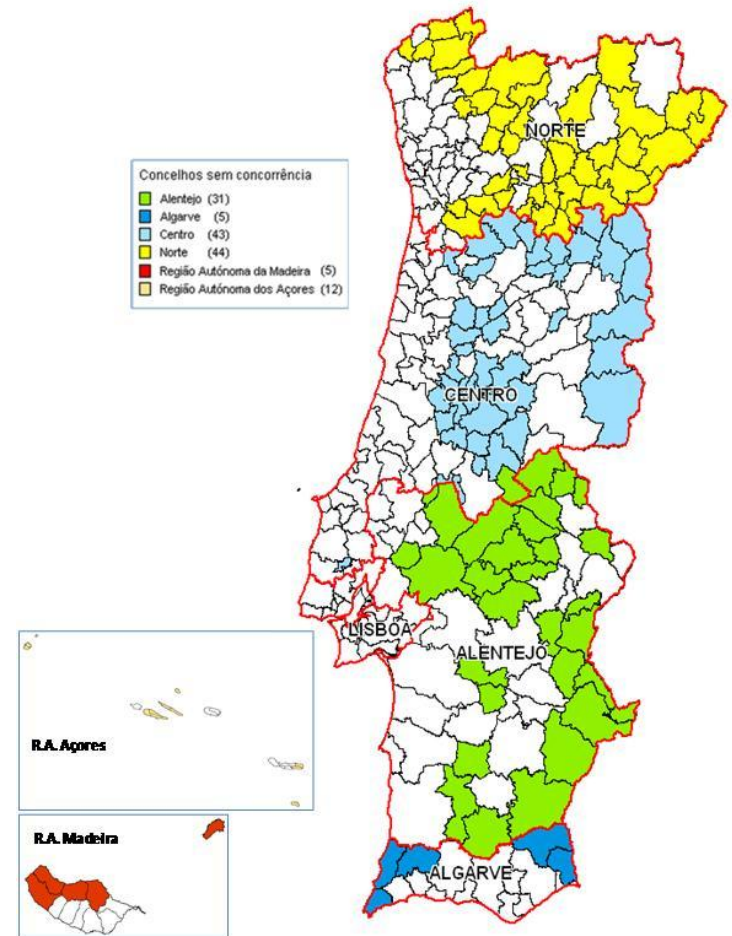 NORTE
Concelhos sem concorrência
Alentejo (31)
Algarve (5)
Centro (43)
Norte (44)
Região Autónoma da Madeira (5)
Região Autónoma dos Açores (12)
CENTRO
LISBOA
ALENTEJO
R.A. Açores
R.A. Madeira
ALGARVE